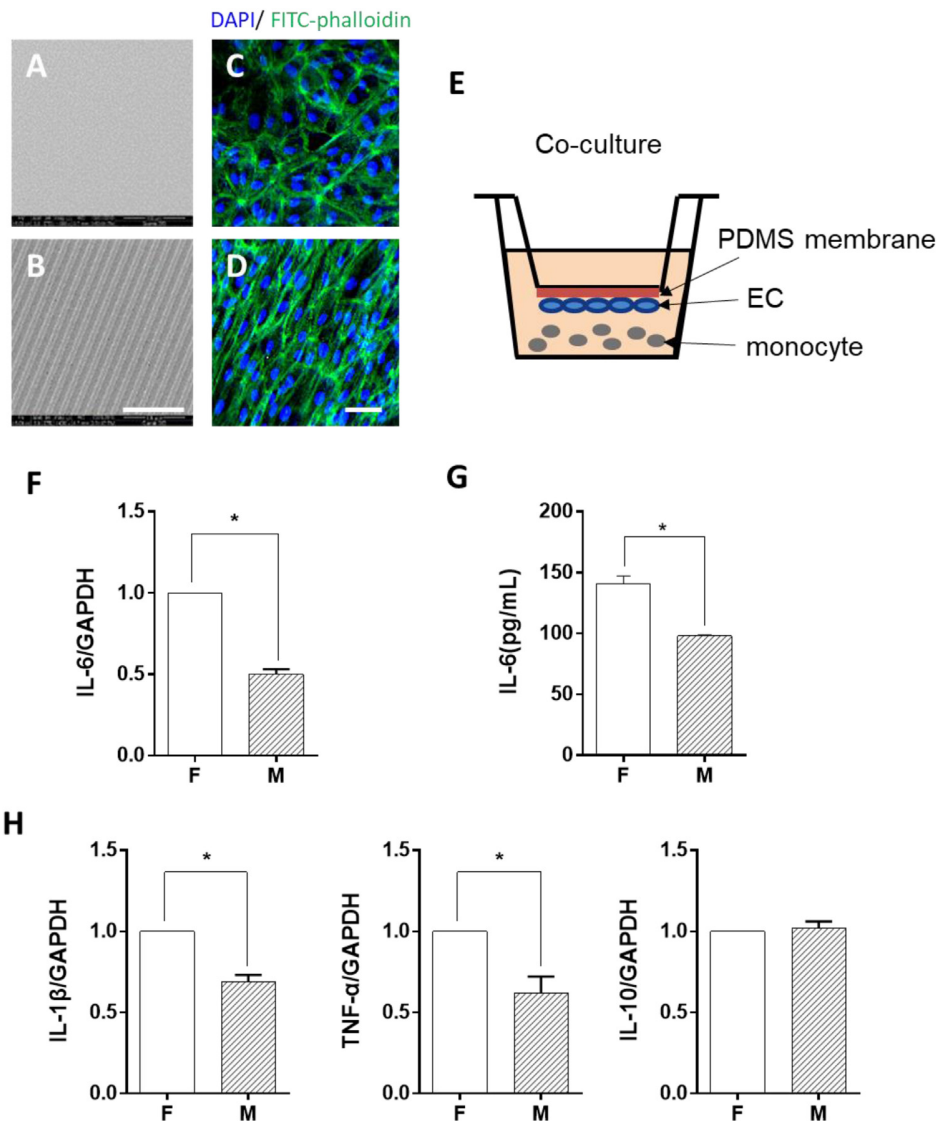 DAPI/ FITC-phalloidin
A
C
E
Co-culture
PDMS membrane
EC
monocyte
B
D
F
IL-6/GAPDH
1.5
1.0
0.5
0.0
*
F
M
G
IL-6(pg/mL)
200
150
100
50
0
*
F
M
H
IL-1β/GAPDH
1.5
1.0
0.5
0.0
*
F
M
TNF-α/GAPDH
1.5
1.0
0.5
0.0
*
F
M
IL-10/GAPDH
1.5
1.0
0.5
0.0
F
M